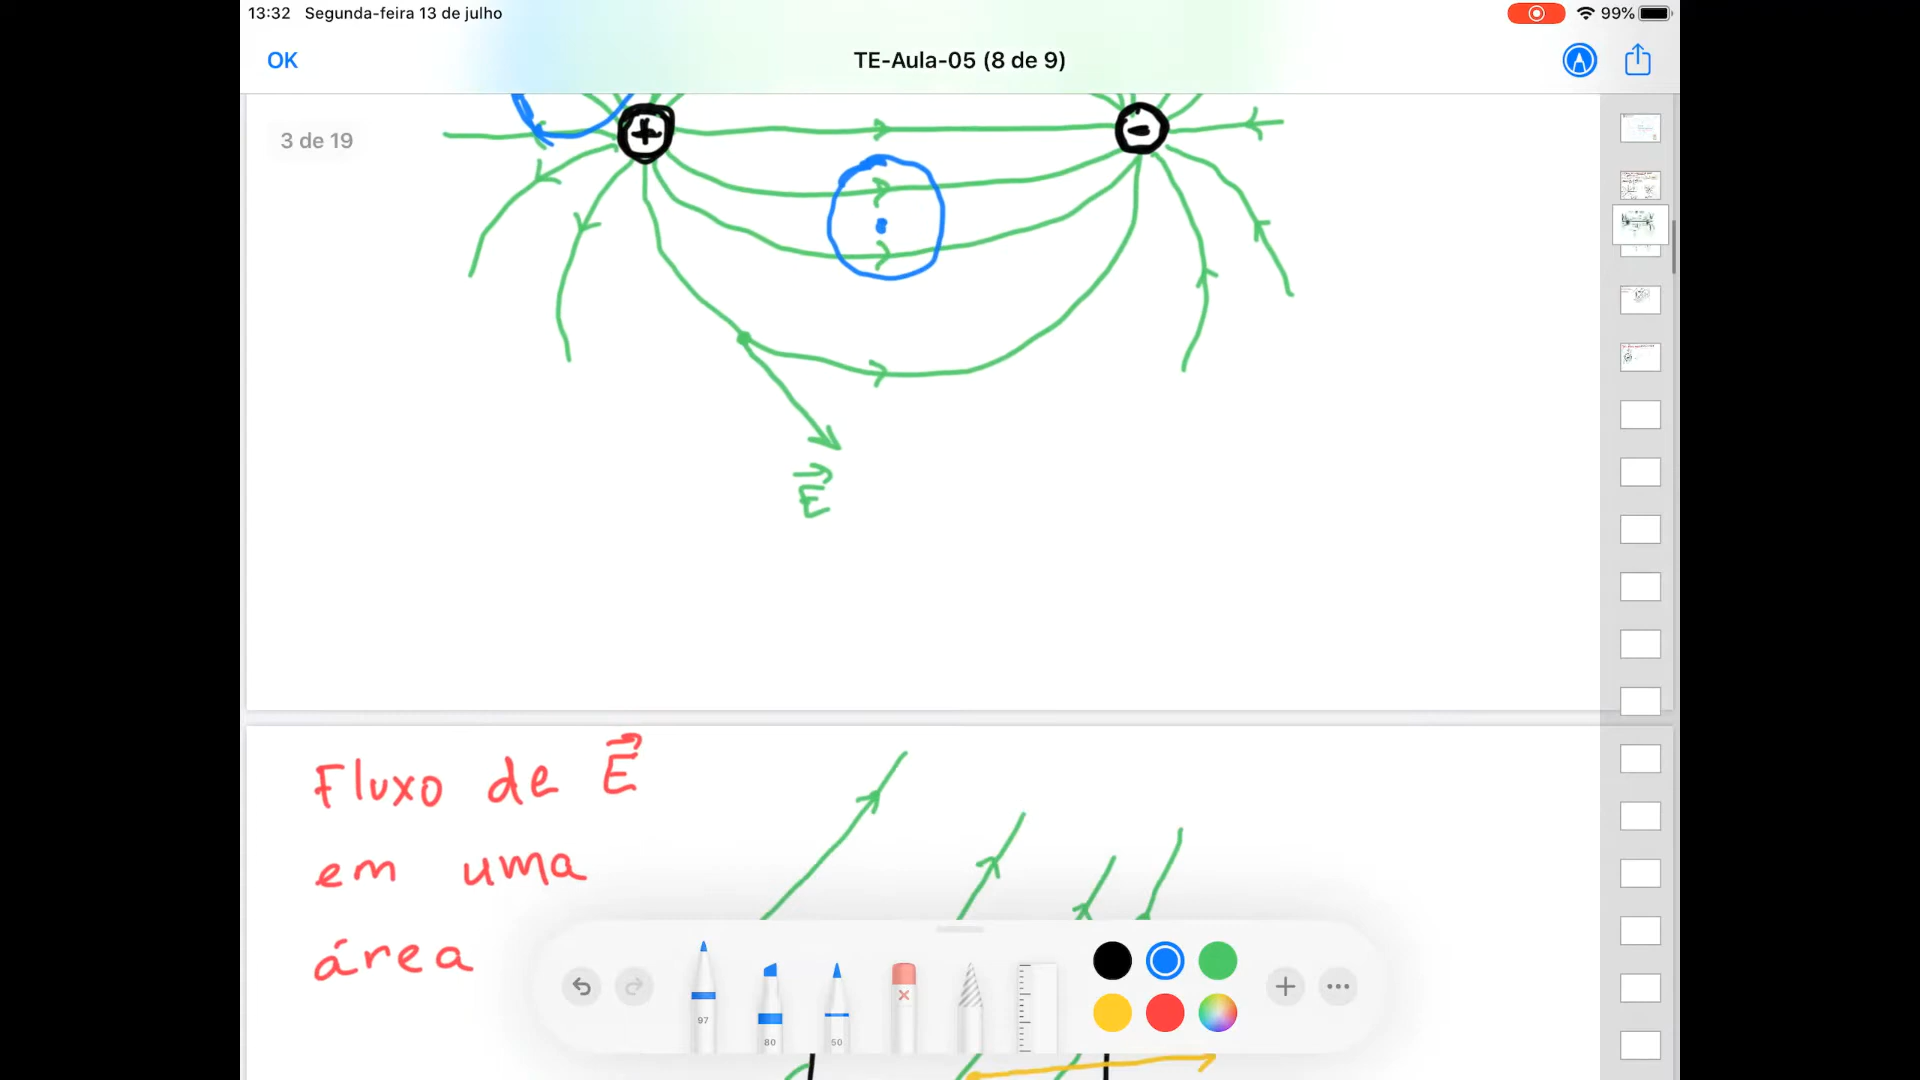 13:32 Segunda-feira 13 de julho 99%
OK TE-Aula-05 (8 de 9)
3 de 19
+ -
E
Fluxo de E
em uma
área
97 80 50